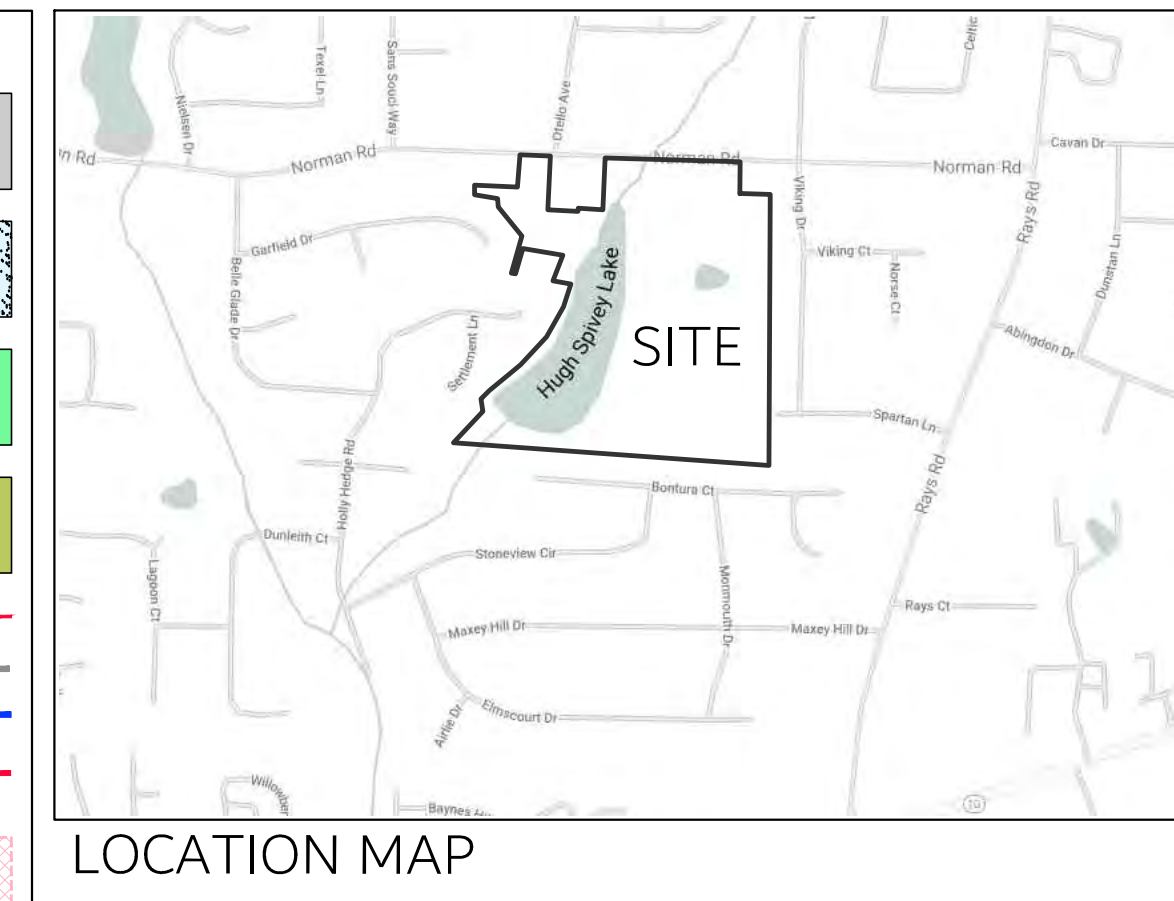 Texel Ln
Sans Souci Way
Otello Ave
Celtic
Nielsen Dr
Cavan Dr
Norman Rd
Norman Rd
Norman Rd
n Rd
Rays Rd
Viking Dr
Garfield Dr
Viking Ct
Norse Ct
Dunstan Ln
Belle Glade Dr
Hugh Spivey Lake
SITE
Settlement Ln
Abingdon Dr
Spartan Ln
Holly Hedge Rd
Bontura Ct
Rays Rd
Dunleith Ct
Stoneview Cir
Lagoon Ct
Monmouth Dr
Rays Ct
Maxey Hill Dr
Maxey Hill Dr
Airlie Dr
Elmscourt Dr
Willowber
Baynes Hi
10
LOCATION MAP